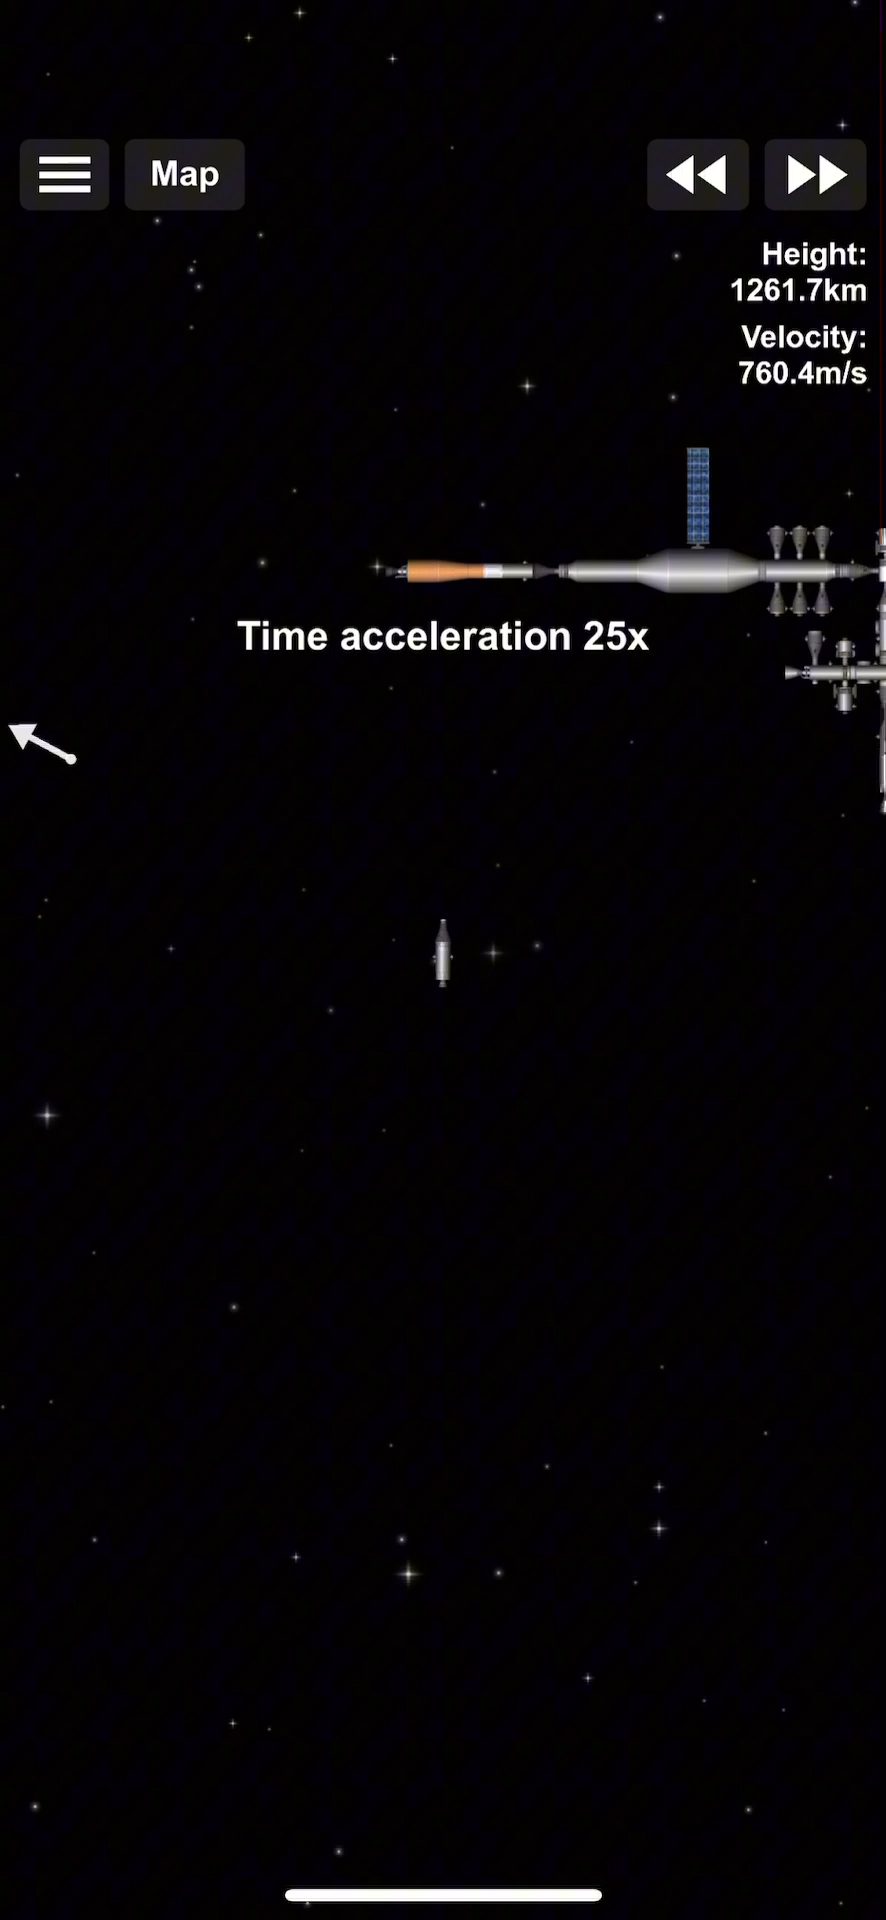 Map
Height:
1261.7km
Velocity:
760.4m/s
Time acceleration 25x